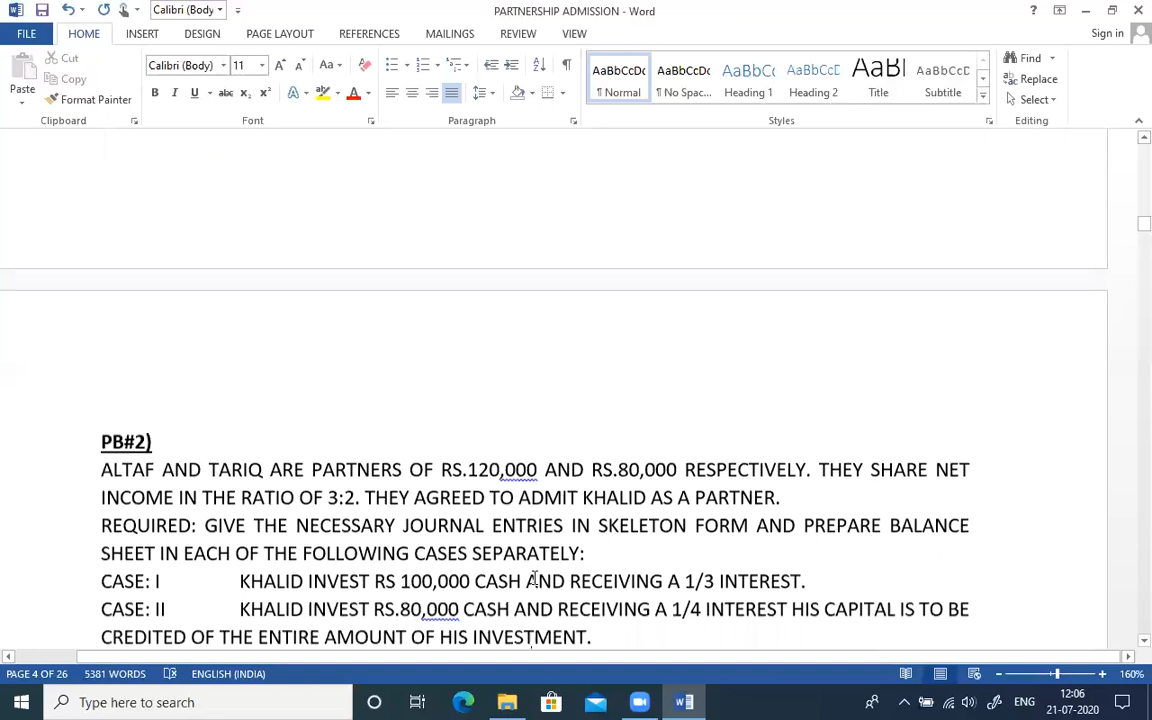 Calibri (Body
PARTNERSHIP ADMISSION - Word
?
FILE HOME INSERT DESIGN PAGE LAYOUT REFERENCES MAILINGS REVIEW VIEW Sign in
Paste Cut Copy Format Painter
Calibri (Body) 11 A A Aa
B I U abc x₂ x² A A
AaBbCcDc AaBbCcDc AaBbCc AaBbCcD AaBl AaBbCcD
¶ Normal ¶ No Spac... Heading 1 Heading 2 Title Subtitle
Find Replace Select
Clipboard Font Paragraph Styles Editing
PB#2)
ALTAF AND TARIQ ARE PARTNERS OF RS.120,000 AND RS.80,000 RESPECTIVELY. THEY SHARE NET
INCOME IN THE RATIO OF 3:2. THEY AGREED TO ADMIT KHALID AS A PARTNER.
REQUIRED: GIVE THE NECESSARY JOURNAL ENTRIES IN SKELETON FORM AND PREPARE BALANCE
SHEET IN EACH OF THE FOLLOWING CASES SEPARATELY:
CASE: I KHALID INVEST RS 100,000 CASH AND RECEIVING A 1/3 INTEREST.
CASE: II KHALID INVEST RS.80,000 CASH AND RECEIVING A 1/4 INTEREST HIS CAPITAL IS TO BE
CREDITED OF THE ENTIRE AMOUNT OF HIS INVESTMENT.
PAGE 4 OF 26 5381 WORDS ENGLISH (INDIA) 160%
Type here to search
ENG 12:06
21-07-2020